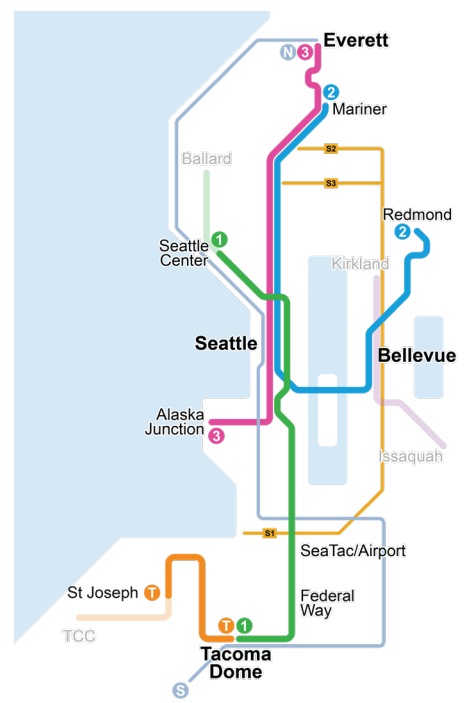 Everett
N 3
2
Mariner
S2
Ballard
S3
Redmond
2
1
Seattle
Center
Kirkland
Seattle
Bellevue
Alaska
Junction
3
Issaquah
S1
SeaTac/Airport
St Joseph T
Federal
Way
T 1
TCC
Tacoma
Dome
S